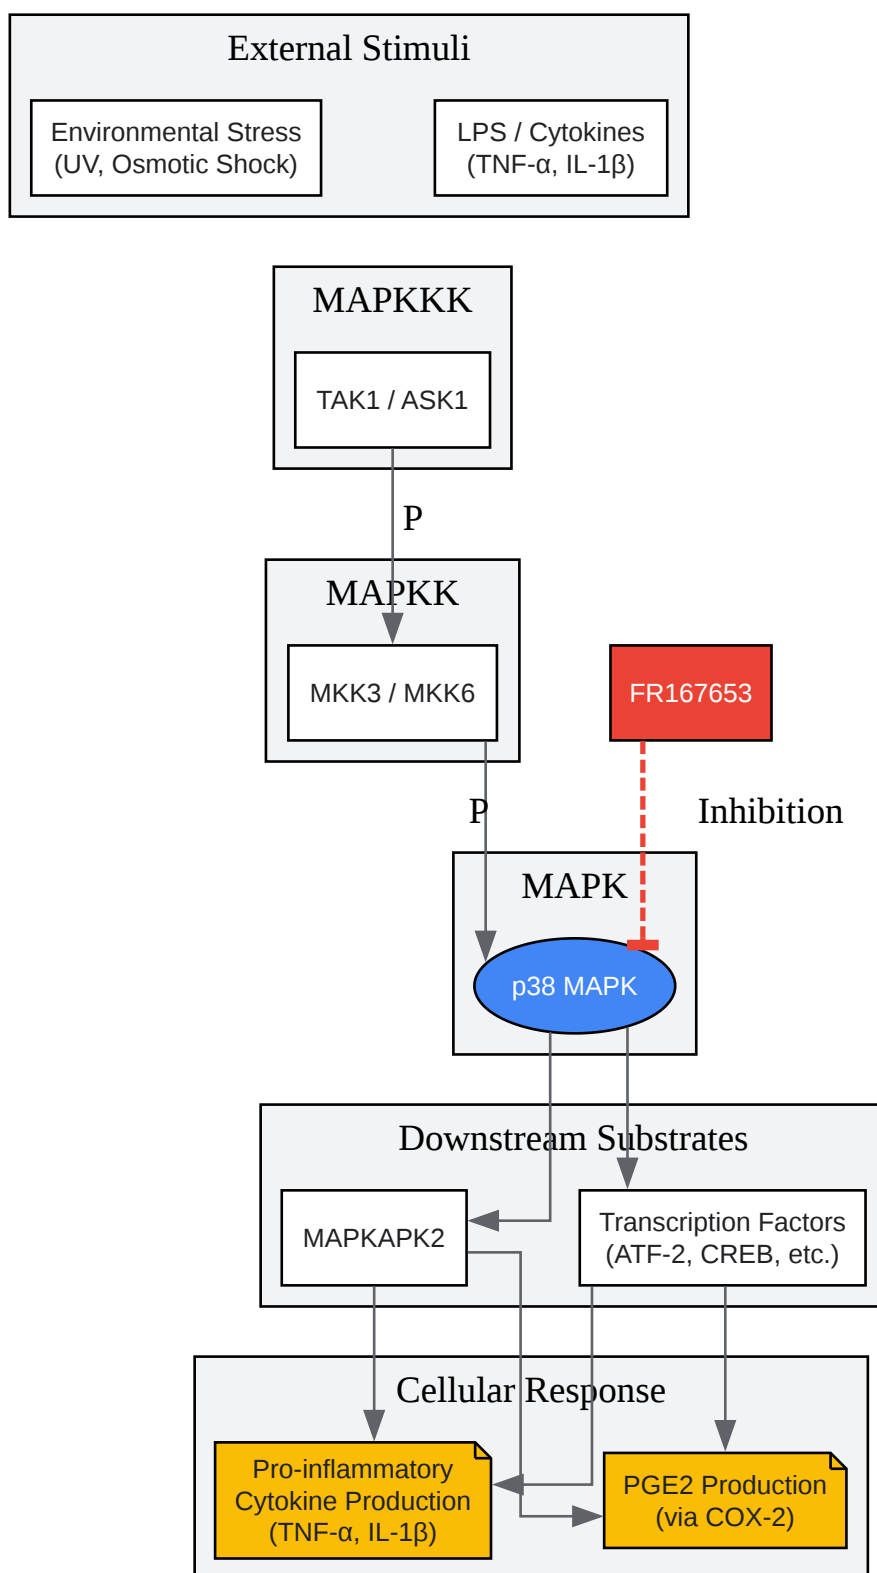 External Stimuli
Environmental Stress
(UV, Osmotic Shock)
LPS / Cytokines
(TNF-α, IL-1β)
MAPKKK
TAK1 / ASK1
P
MAPKK
MKK3 / MKK6
FR167653
P
Inhibition
MAPK
p38 MAPK
Downstream Substrates
MAPKAPK2
Transcription Factors
(ATF-2, CREB, etc.)
Cellular Response
Pro-inflammatory
Cytokine Production
(TNF-α, IL-1β)
PGE2 Production
(via COX-2)